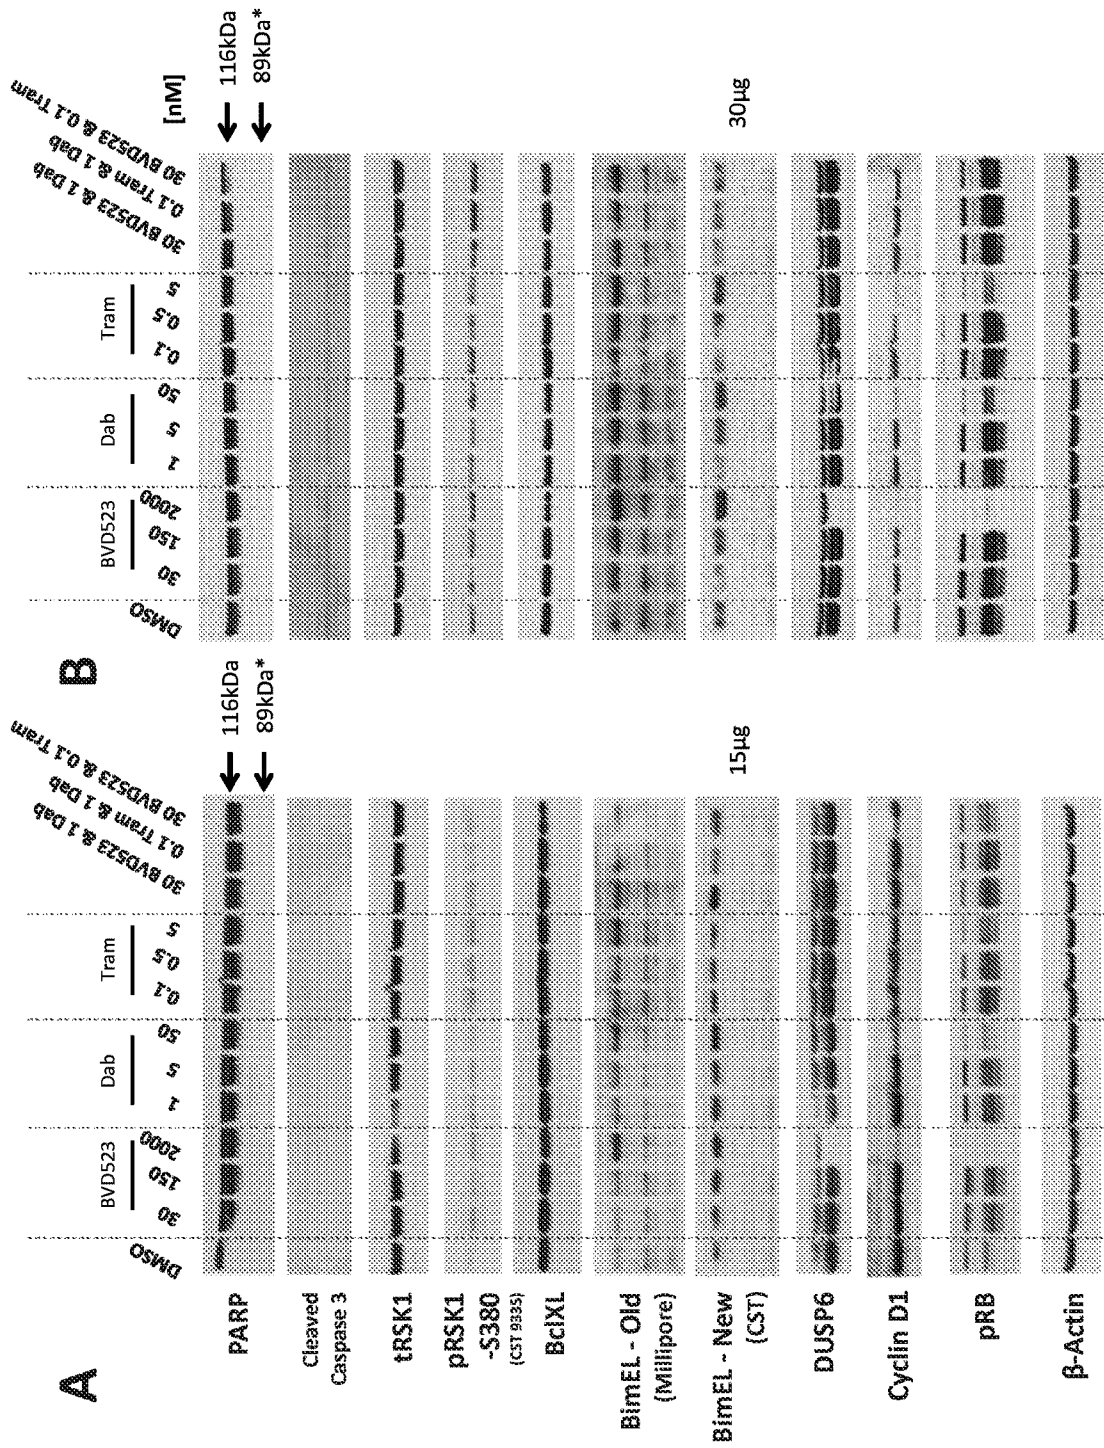 A
DMSO
BVD523
30
150
2000
Dab
1
5
50
Tram
0.1
0.5
5
30 BVD523 & 1 Dab
0.1 Tram & 1 Dab
30 BVD523 & 0.1 Tram
PARP
116kDa
89kDa*
Cleaved
Caspase 3
tRSK1
pRSK1
-S380
(CST 9335)
BclXL
BimEL - Old
(Millipore)
BimEL - New
(CST)
15µg
DUSP6
Cyclin D1
pRB
β-Actin
B
DMSO
BVD523
30
150
2000
Dab
1
5
50
Tram
0.1
0.5
5
30 BVD523 & 1 Dab
0.1 Tram & 1 Dab
30 BVD523 & 0.1 Tram
[nM]
116kDa
89kDa*
30µg